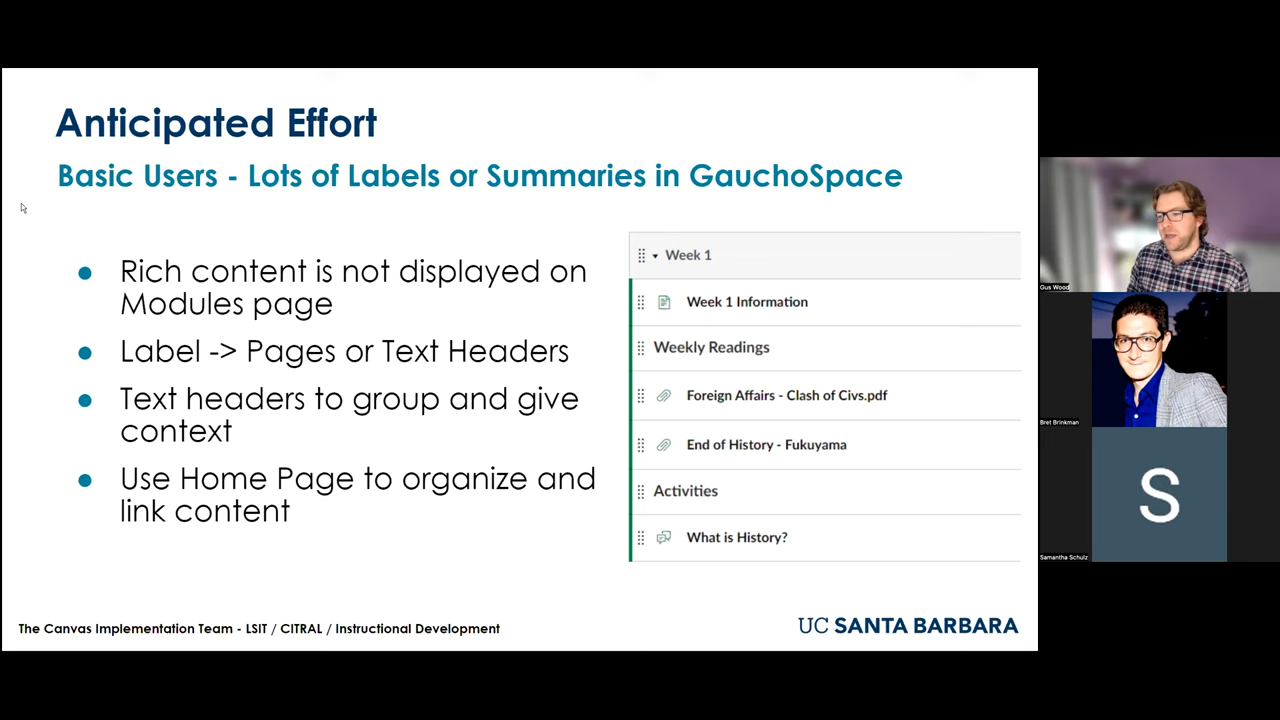 Anticipated Effort
Basic Users - Lots of Labels or Summaries in GauchoSpace
● Rich content is not displayed on
Modules page
● Label -> Pages or Text Headers
● Text headers to group and give
context
● Use Home Page to organize and
link content
Week 1
Week 1 Information
Weekly Readings
Foreign Affairs - Clash of Civs.pdf
End of History - Fukuyama
Activities
What is History?
The Canvas Implementation Team - LSIT / CITRAL / Instructional Development
UC SANTA BARBARA
Gus Wood
Bret Brinkman
S
Samantha Schulz